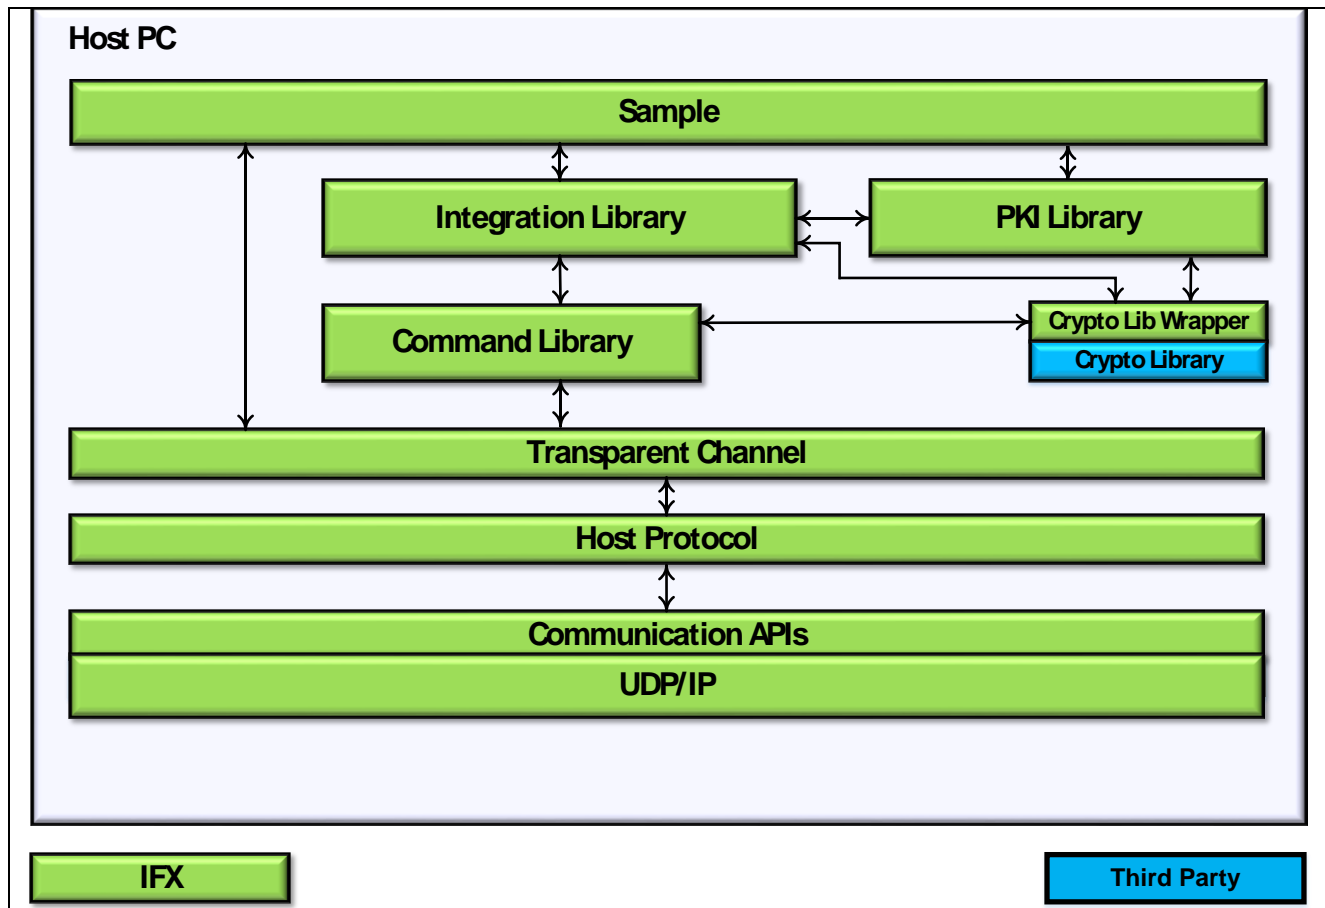 Host PC
Sample
Integration Library
PKI Library
Command Library
Crypto Lib Wrapper
Crypto Library
Transparent Channel
Host Protocol
Communication APIs
UDP/IP
IFX
Third Party